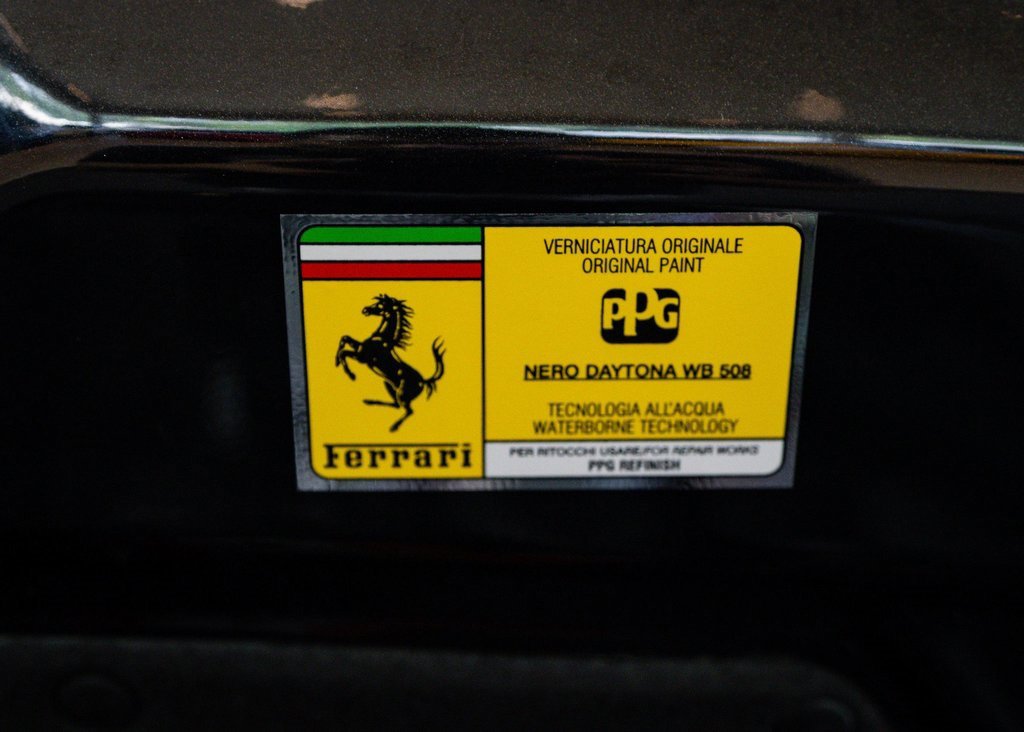 VERNICIATURA ORIGINALE
ORIGINAL PAINT
PPG
NERO DAYTONA WB 508
TECNOLOGIA ALL'ACQUA
WATERBORNE TECHNOLOGY
PER RITOCCHI USARE/FOR REPAIR WORKS
PPG REFINISH
Ferrari